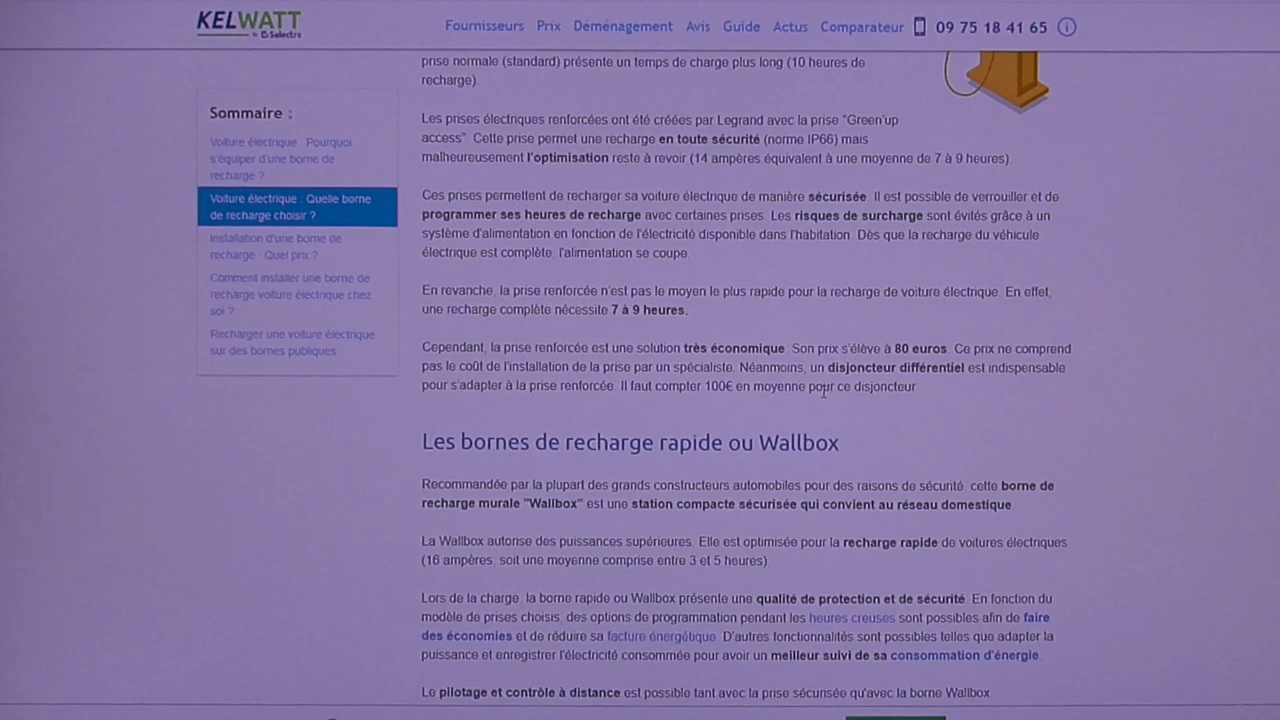 KELWATT
by Selectra
Fournisseurs Prix Déménagement Avis Guide Actus Comparateur 09 75 18 41 65
Sommaire :
Voiture électrique : Pourquoi
s'équiper d'une borne de
recharge ?
Voiture électrique : Quelle borne
de recharge choisir ?
Installation d'une borne de
recharge : Quel prix ?
Comment installer une borne de
recharge voiture électrique chez
soi ?
Recharger une voiture électrique
sur des bornes publiques
prise normale (standard) présente un temps de charge plus long (10 heures de
recharge).
Les prises électriques renforcées ont été créées par Legrand avec la prise "Green'up
access". Cette prise permet une recharge en toute sécurité (norme IP66) mais
malheureusement l'optimisation reste à revoir (14 ampères équivalent à une moyenne de 7 à 9 heures).
Ces prises permettent de recharger sa voiture électrique de manière sécurisée. Il est possible de verrouiller et de
programmer ses heures de recharge avec certaines prises. Les risques de surcharge sont évités grâce à un
système d'alimentation en fonction de l'électricité disponible dans l'habitation. Dès que la recharge du véhicule
électrique est complète, l'alimentation se coupe.
En revanche, la prise renforcée n'est pas le moyen le plus rapide pour la recharge de voiture électrique. En effet,
une recharge complète nécessite 7 à 9 heures.
Cependant, la prise renforcée est une solution très économique. Son prix s'élève à 80 euros. Ce prix ne comprend
pas le coût de l'installation de la prise par un spécialiste. Néanmoins, un disjoncteur différentiel est indispensable
pour s'adapter à la prise renforcée. Il faut compter 100€ en moyenne pour ce disjoncteur.
Les bornes de recharge rapide ou Wallbox
Recommandée par la plupart des grands constructeurs automobiles pour des raisons de sécurité, cette borne de
recharge murale "Wallbox" est une station compacte sécurisée qui convient au réseau domestique.
La Wallbox autorise des puissances supérieures. Elle est optimisée pour la recharge rapide de voitures électriques
(16 ampères, soit une moyenne comprise entre 3 et 5 heures).
Lors de la charge, la borne rapide ou Wallbox présente une qualité de protection et de sécurité. En fonction du
modèle de prises choisis, des options de programmation pendant les heures creuses sont possibles afin de faire
des économies et de réduire sa facture énergétique. D'autres fonctionnalités sont possibles telles que adapter la
puissance et enregistrer l'électricité consommée pour avoir un meilleur suivi de sa consommation d'énergie.
Le pilotage et contrôle à distance est possible tant avec la prise sécurisée qu'avec la borne Wallbox.